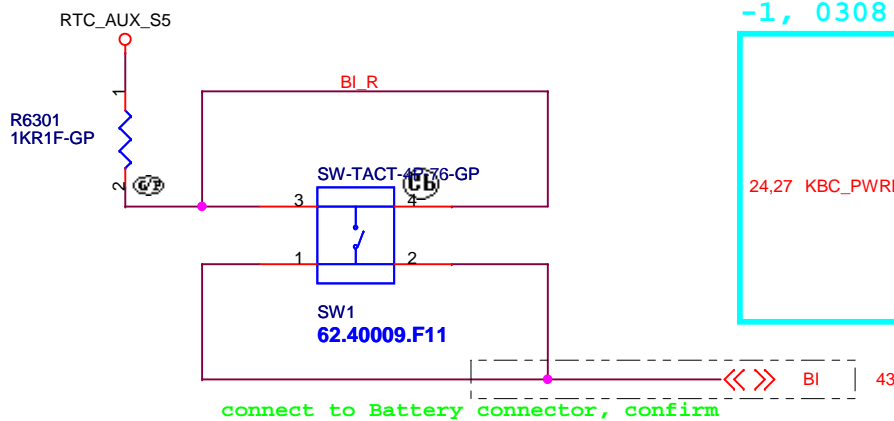 -1, 0308
RTC_AUX_S5
BI_R
1
R6301
1KR1F-GP
2
G/P
SW-TACT-4P-76-GP
3
4
24,27 KBC_PWR
1
2
SW1
62.40009.F11
BI
43
connect to Battery connector, confirm